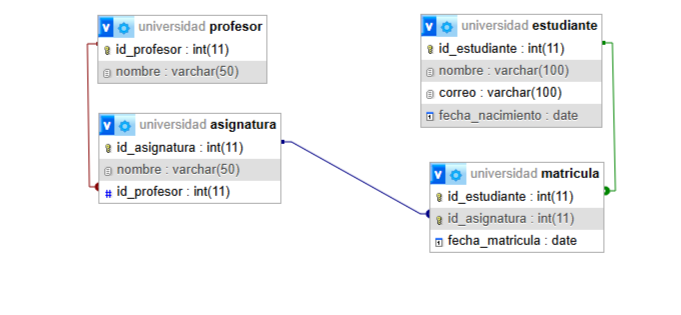 universidad profesor
id_profesor : int(11)
nombre : varchar(50)
universidad asignatura
id_asignatura : int(11)
nombre : varchar(50)
# id_profesor : int(11)
universidad estudiante
id_estudiante : int(11)
nombre : varchar(100)
correo : varchar(100)
fecha_nacimiento : date
universidad matricula
id_estudiante : int(11)
id_asignatura : int(11)
fecha_matricula : date